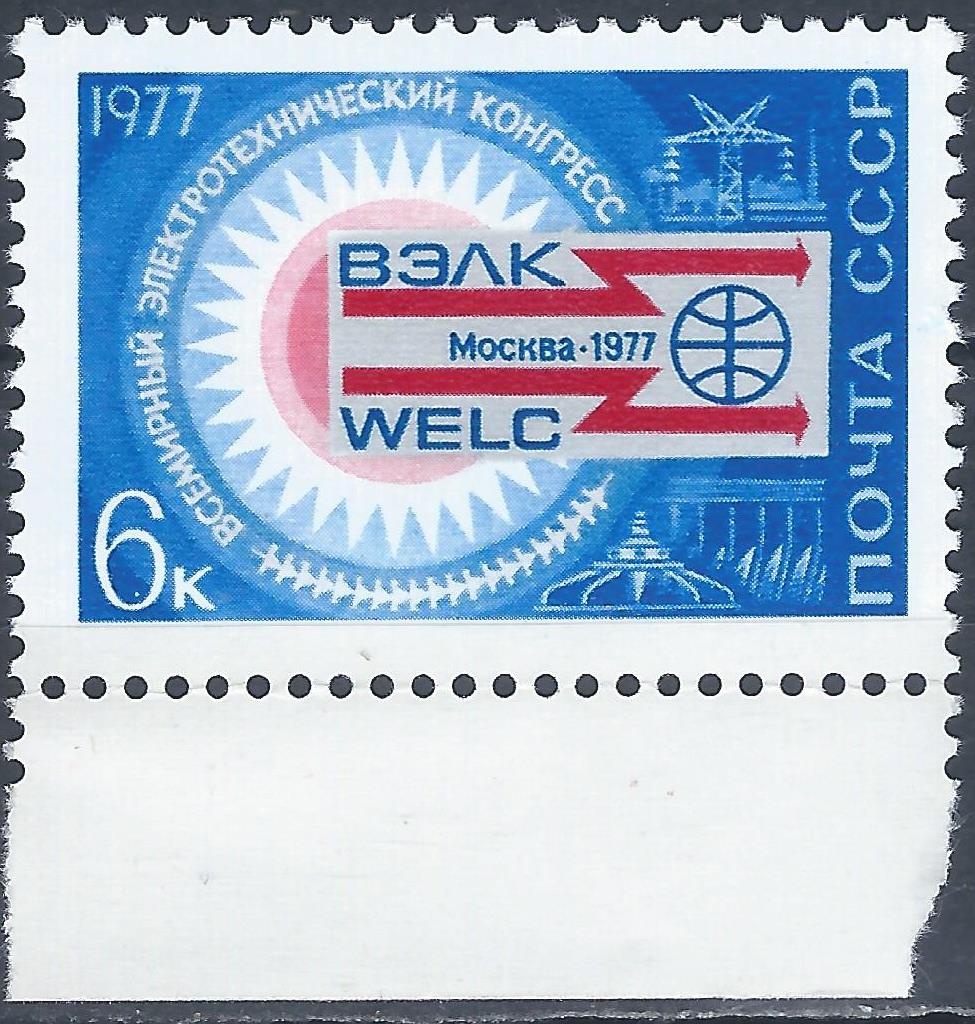 1977
ВСЕМИРНЫЙ ЭЛЕКТРОТЕХНИЧЕСКИЙ КОНГРЕСС
ВЭЛК
Москва·1977
WELC
6к
ПОЧТА СССР